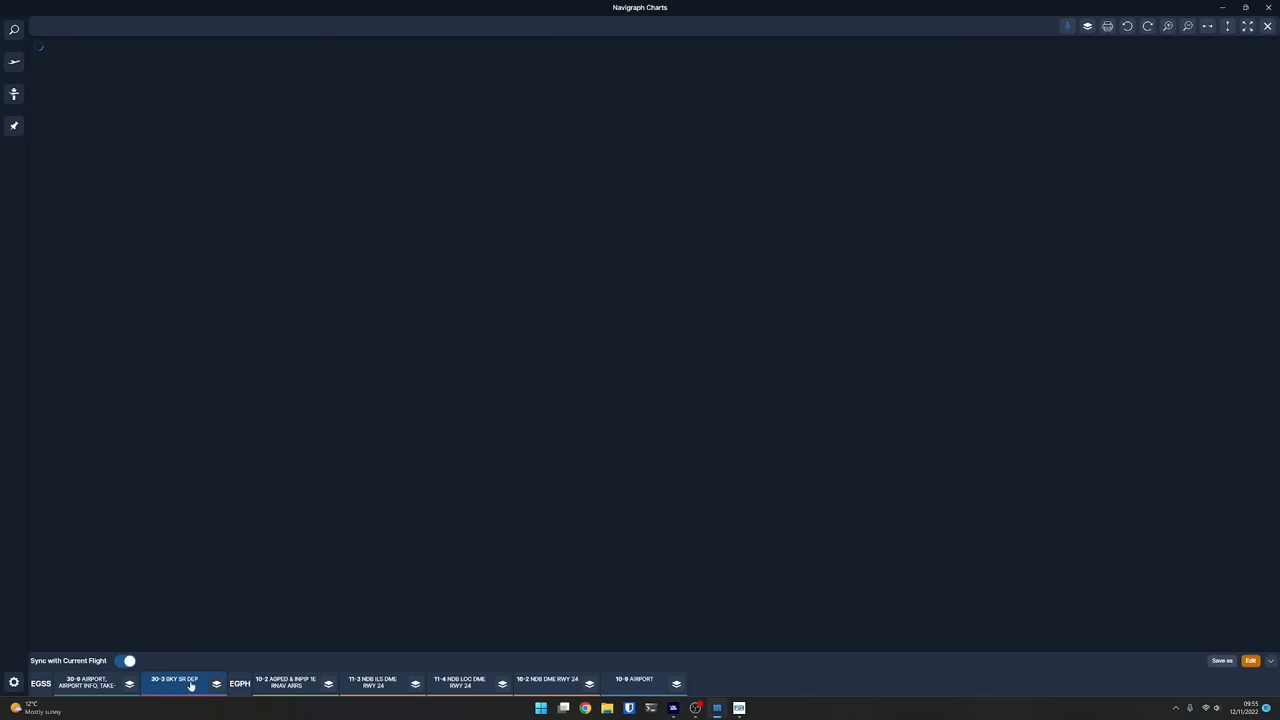 Navigraph Charts
Sync with Current Flight
Save as
Edit
EGSS
30-9 AIRPORT,
AIRPORT INFO, TAKE-
30-3 BKY 5R DEP
EGPH
10-2 AGPED & INPIP 1E
RNAV ARRS
11-3 NDB ILS DME
RWY 24
11-4 NDB LOC DME
RWY 24
16-2 NDB DME RWY 24
10-9 AIRPORT
12°C
Mostly sunny
09:55
12/11/2022